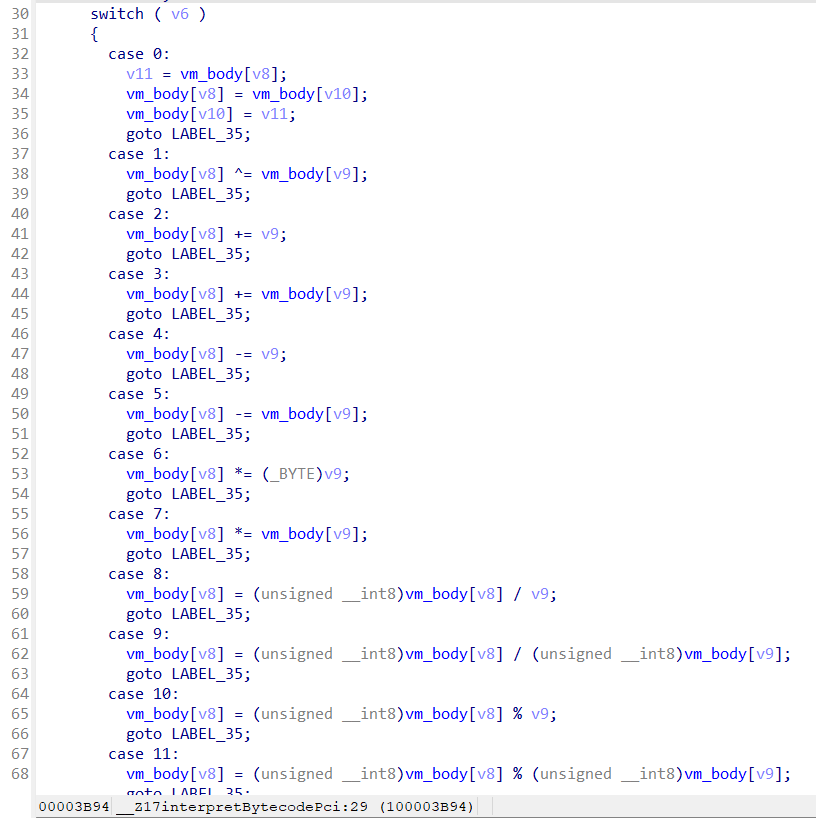 30 switch ( v6 )
31 {
32 case 0:
33 v11 = vm_body[v8];
34 vm_body[v8] = vm_body[v10];
35 vm_body[v10] = v11;
36 goto LABEL_35;
37 case 1:
38 vm_body[v8] ^= vm_body[v9];
39 goto LABEL_35;
40 case 2:
41 vm_body[v8] += v9;
42 goto LABEL_35;
43 case 3:
44 vm_body[v8] += vm_body[v9];
45 goto LABEL_35;
46 case 4:
47 vm_body[v8] -= v9;
48 goto LABEL_35;
49 case 5:
50 vm_body[v8] -= vm_body[v9];
51 goto LABEL_35;
52 case 6:
53 vm_body[v8] *= (_BYTE)v9;
54 goto LABEL_35;
55 case 7:
56 vm_body[v8] *= vm_body[v9];
57 goto LABEL_35;
58 case 8:
59 vm_body[v8] = (unsigned __int8)vm_body[v8] / v9;
60 goto LABEL_35;
61 case 9:
62 vm_body[v8] = (unsigned __int8)vm_body[v8] / (unsigned __int8)vm_body[v9];
63 goto LABEL_35;
64 case 10:
65 vm_body[v8] = (unsigned __int8)vm_body[v8] % v9;
66 goto LABEL_35;
67 case 11:
68 vm_body[v8] = (unsigned __int8)vm_body[v8] % (unsigned __int8)vm_body[v9];
goto LABEL_35;
00003B94 __Z17interpretBytecodePci:29 (100003B94)